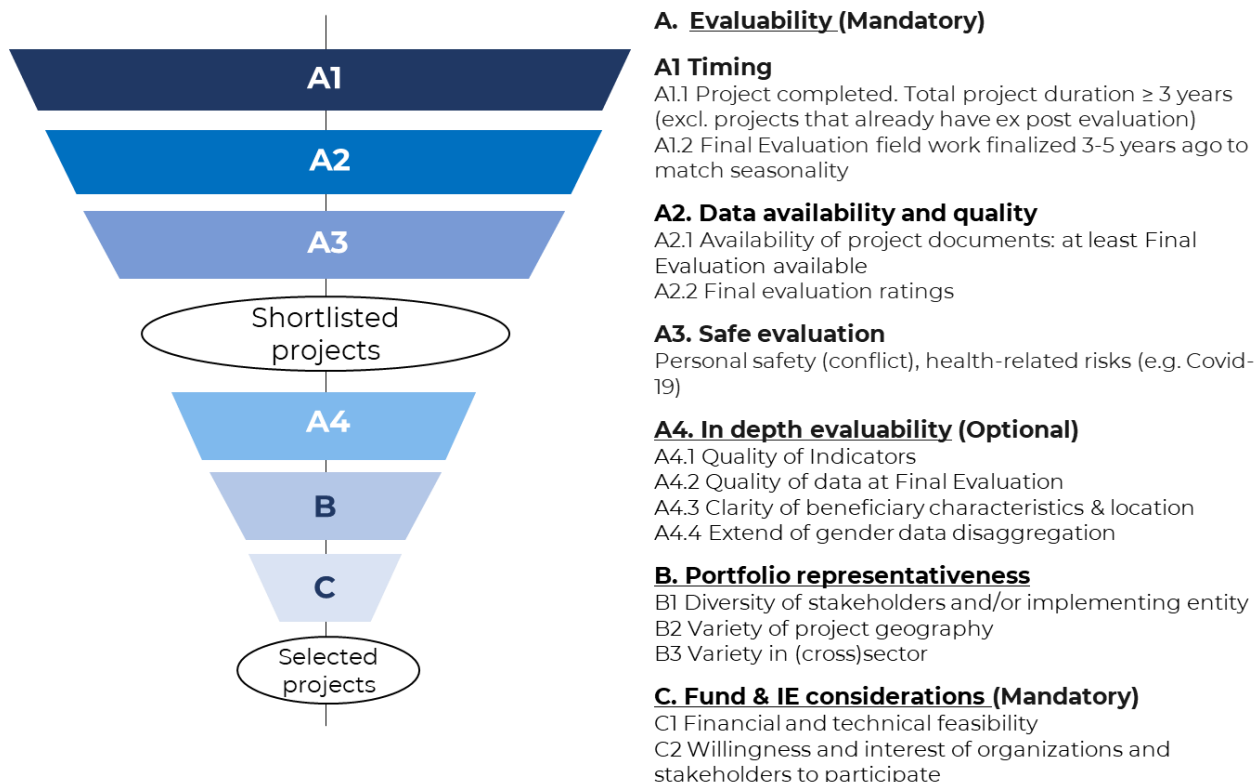 A1
A2
A3
Shortlisted
projects
A4
B
C
Selected
projects
A. Evaluability (Mandatory)
A1 Timing
A1.1 Project completed. Total project duration ≥ 3 years
(excl. projects that already have ex post evaluation)
A1.2 Final Evaluation field work finalized 3-5 years ago to
match seasonality
A2. Data availability and quality
A2.1 Availability of project documents: at least Final
Evaluation available
A2.2 Final evaluation ratings
A3. Safe evaluation
Personal safety (conflict), health-related risks (e.g. Covid-
19)
A4. In depth evaluability (Optional)
A4.1 Quality of Indicators
A4.2 Quality of data at Final Evaluation
A4.3 Clarity of beneficiary characteristics & location
A4.4 Extend of gender data disaggregation
B. Portfolio representativeness
B1 Diversity of stakeholders and/or implementing entity
B2 Variety of project geography
B3 Variety in (cross)sector
C. Fund & IE considerations (Mandatory)
C1 Financial and technical feasibility
C2 Willingness and interest of organizations and
stakeholders to participate